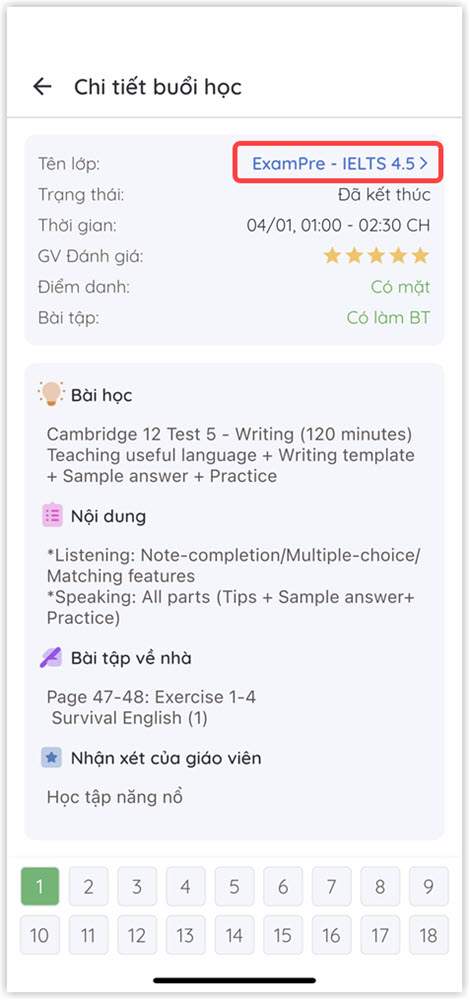 Chi tiết buổi học
Tên lớp: ExamPre - IELTS 4.5
Trạng thái: Đã kết thúc
Thời gian: 04/01, 01:00 - 02:30 CH
GV Đánh giá:
Điểm danh: Có mặt
Bài tập: Có làm BT
Bài học
Cambridge 12 Test 5 - Writing (120 minutes)
Teaching useful language + Writing template
+ Sample answer + Practice
Nội dung
*Listening: Note-completion/Multiple-choice/
Matching features
*Speaking: All parts (Tips + Sample answer+
Practice)
Bài tập về nhà
Page 47-48: Exercise 1-4
Survival English (1)
Nhận xét của giáo viên
Học tập năng nổ
1 2 3 4 5 6 7 8 9
10 11 12 13 14 15 16 17 18